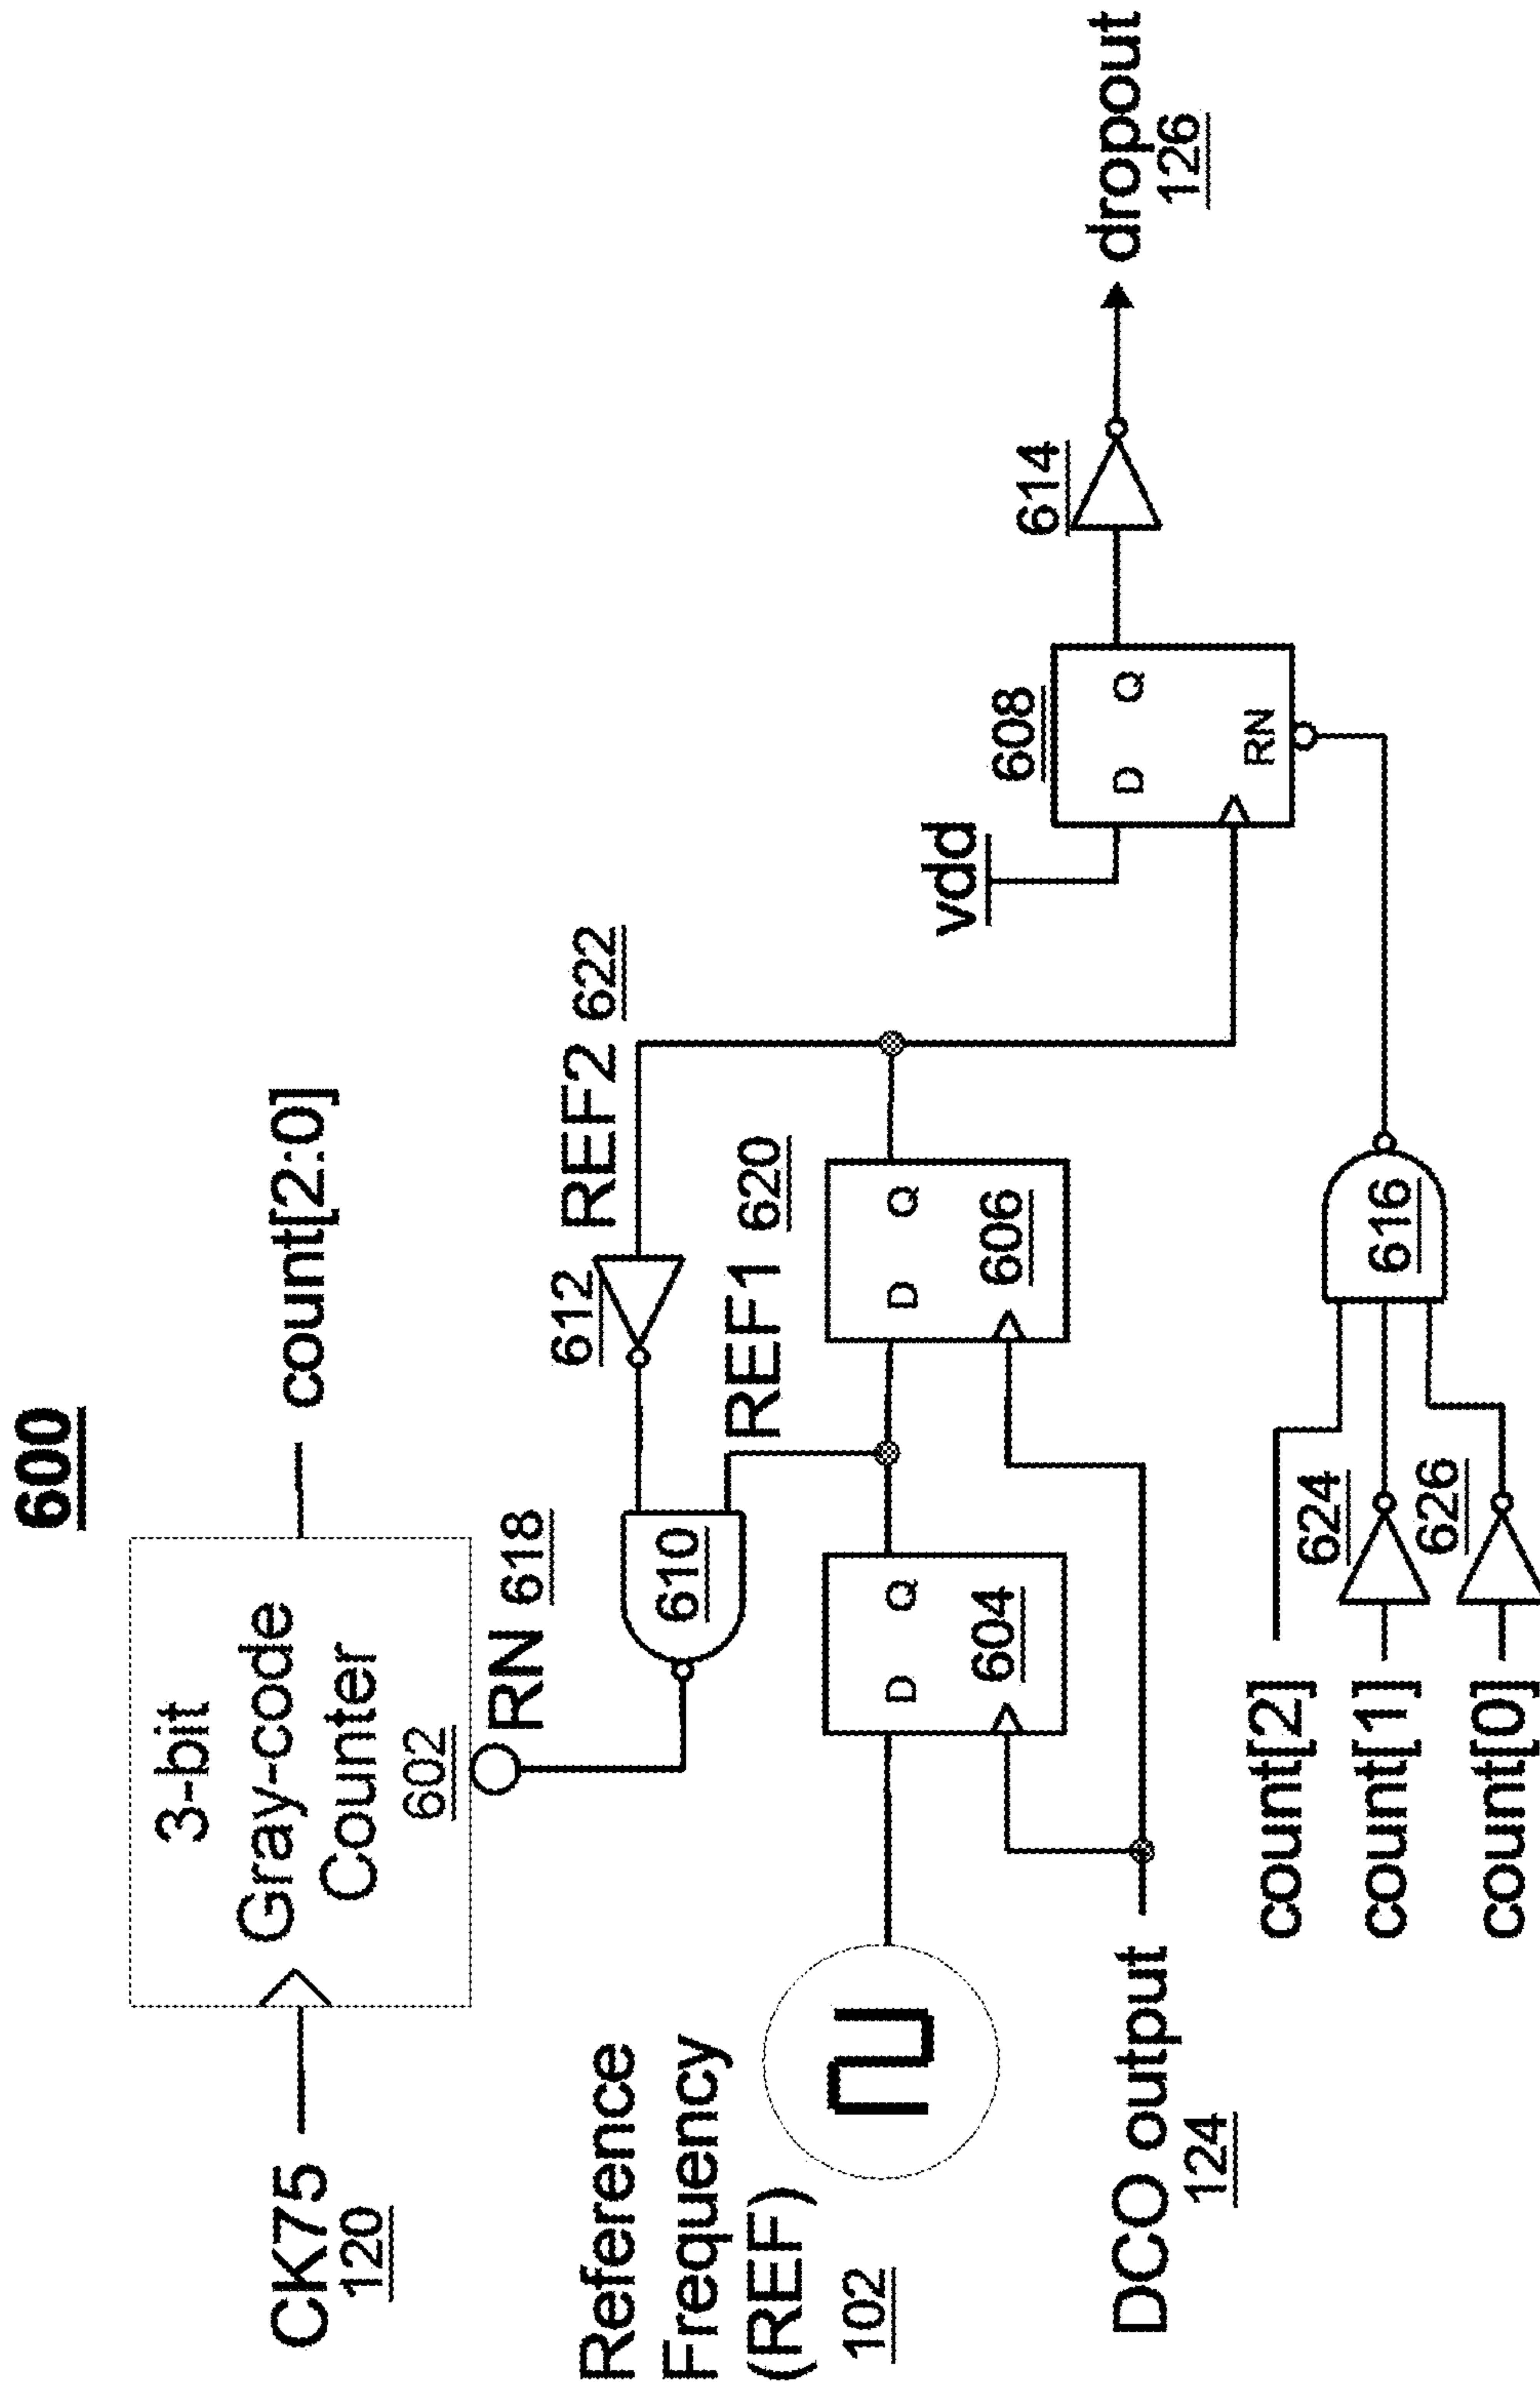 600
3-bit
Gray-code
Counter
602
CK75
120
count[2:0]
RN 618
610
612
REF2 622
REF1 620
Reference
Frequency
(REF)
102
D Q
604
D Q
606
DCO output
124
vdd
608
D Q
RN
614
dropout
126
count[2]
count[1]
count[0]
624
626
616